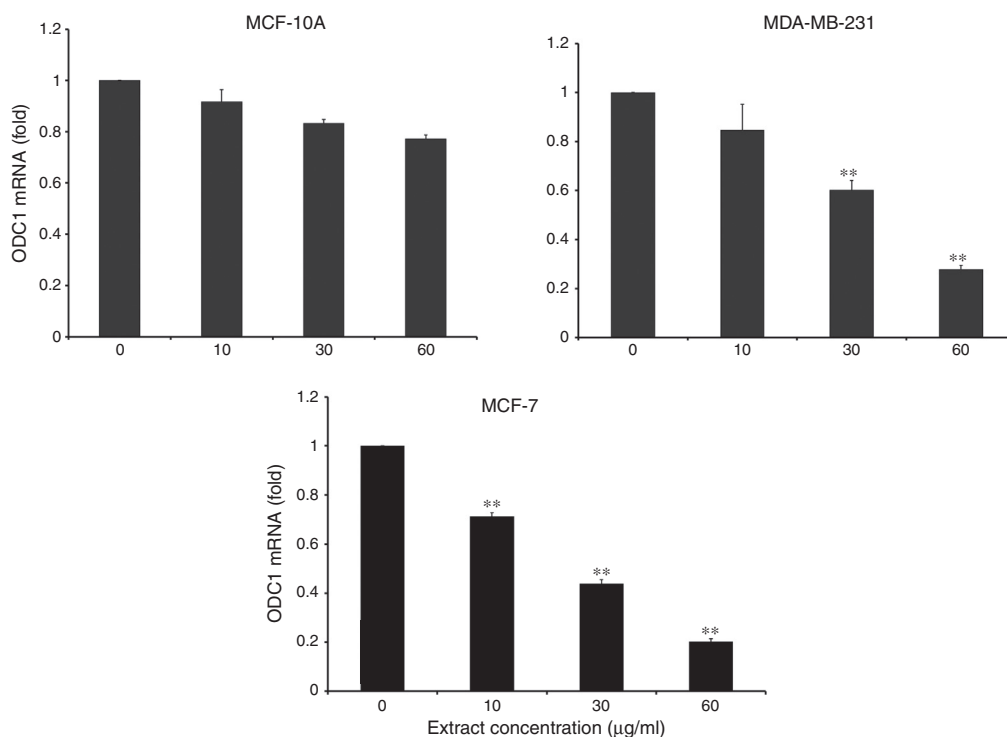 MCF-10A
1.2
1
0.8
0.6
0.4
0.2
0
ODC1 mRNA (fold)
0 10 30 60
MDA-MB-231
1.2
1
0.8
0.6
0.4
0.2
0
**
**
0 10 30 60
MCF-7
1.2
1
0.8
0.6
0.4
0.2
0
ODC1 mRNA (fold)
**
**
**
0 10 30 60
Extract concentration (μg/ml)